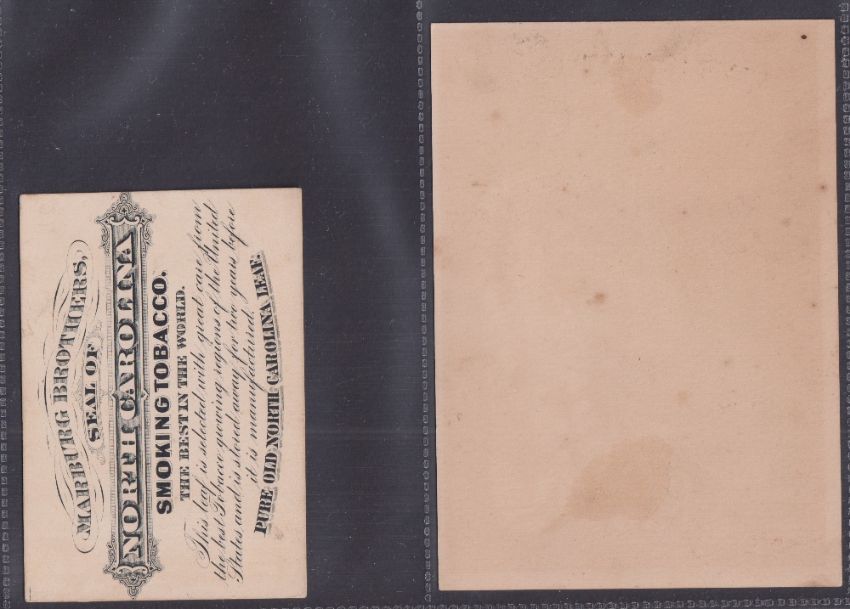 MARBURG BROTHERS,
SEAL OF
NORTH CAROLINA
SMOKING TOBACCO.
THE BEST IN THE WORLD.
This leaf is selected with great care from
the best Tobacco growing regions of the United
States and is stored away for two years before
it is manufactured.
PURE OLD NORTH CAROLINA LEAF.